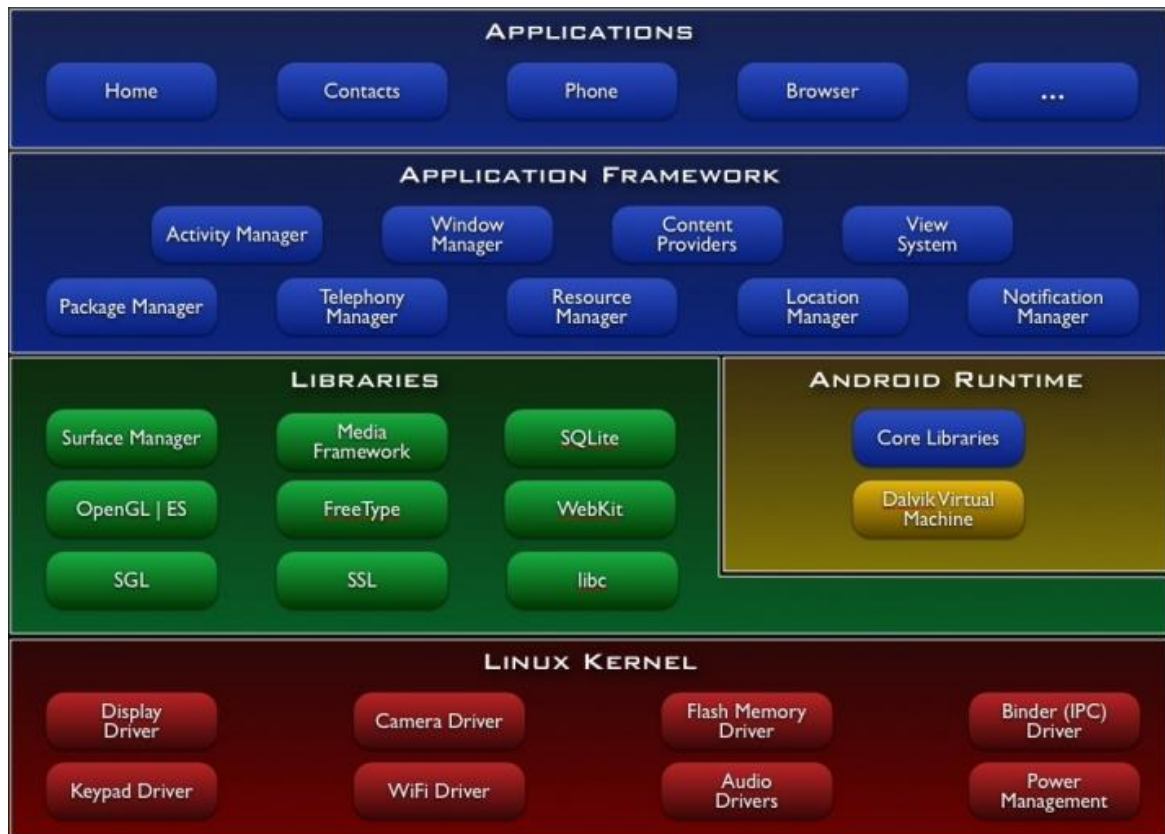 APPLICATIONS
Home
Contacts
Phone
Browser
...
APPLICATION FRAMEWORK
Activity Manager
Window
Manager
Content
Providers
View
System
Package Manager
Telephony
Manager
Resource
Manager
Location
Manager
Notification
Manager
LIBRARIES
Surface Manager
Media
Framework
SQLite
OpenGL | ES
FreeType
WebKit
SGL
SSL
libc
ANDROID RUNTIME
Core Libraries
Dalvik Virtual
Machine
LINUX KERNEL
Display
Driver
Camera Driver
Flash Memory
Driver
Binder (IPC)
Driver
Keypad Driver
WiFi Driver
Audio
Drivers
Power
Management